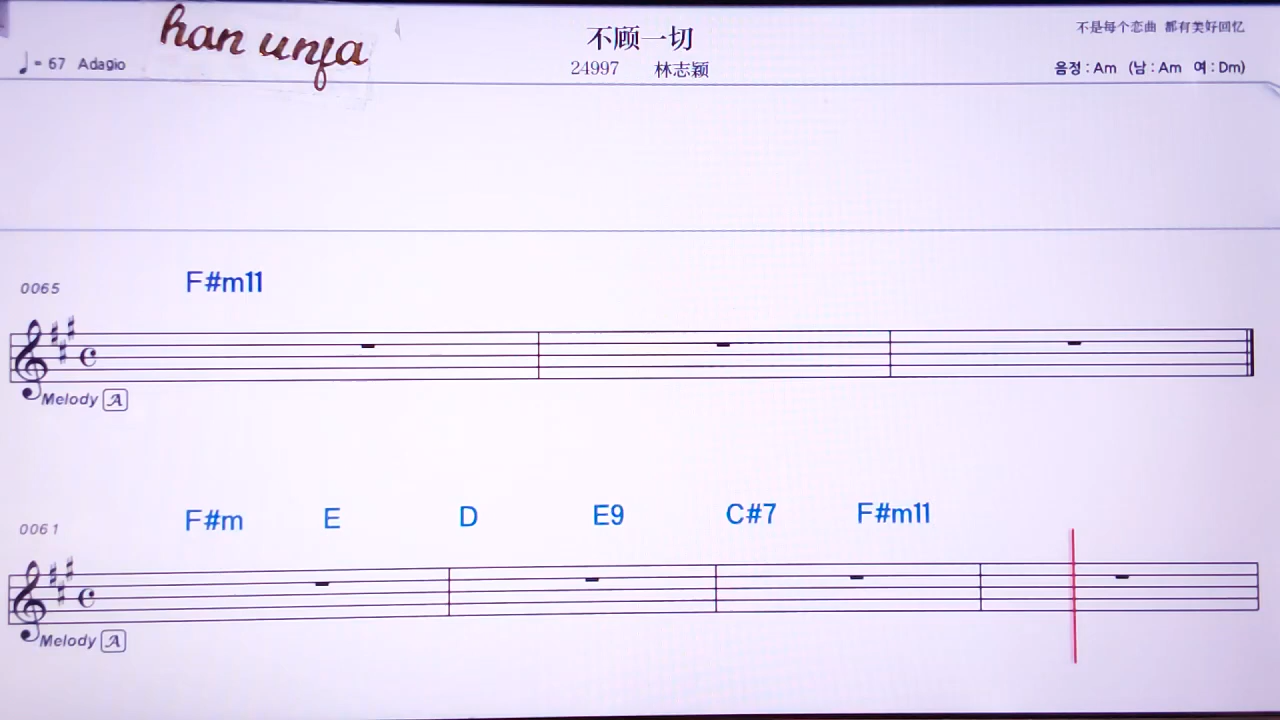 han unfa
不顾一切
不是每个恋曲 都有美好回忆
♩= 67 Adagio
24997 林志颖
음정 : Am (남 : Am 여 : Dm)
0065 F#m11
Melody A
0061 F#m E D E9 C#7 F#m11
Melody A